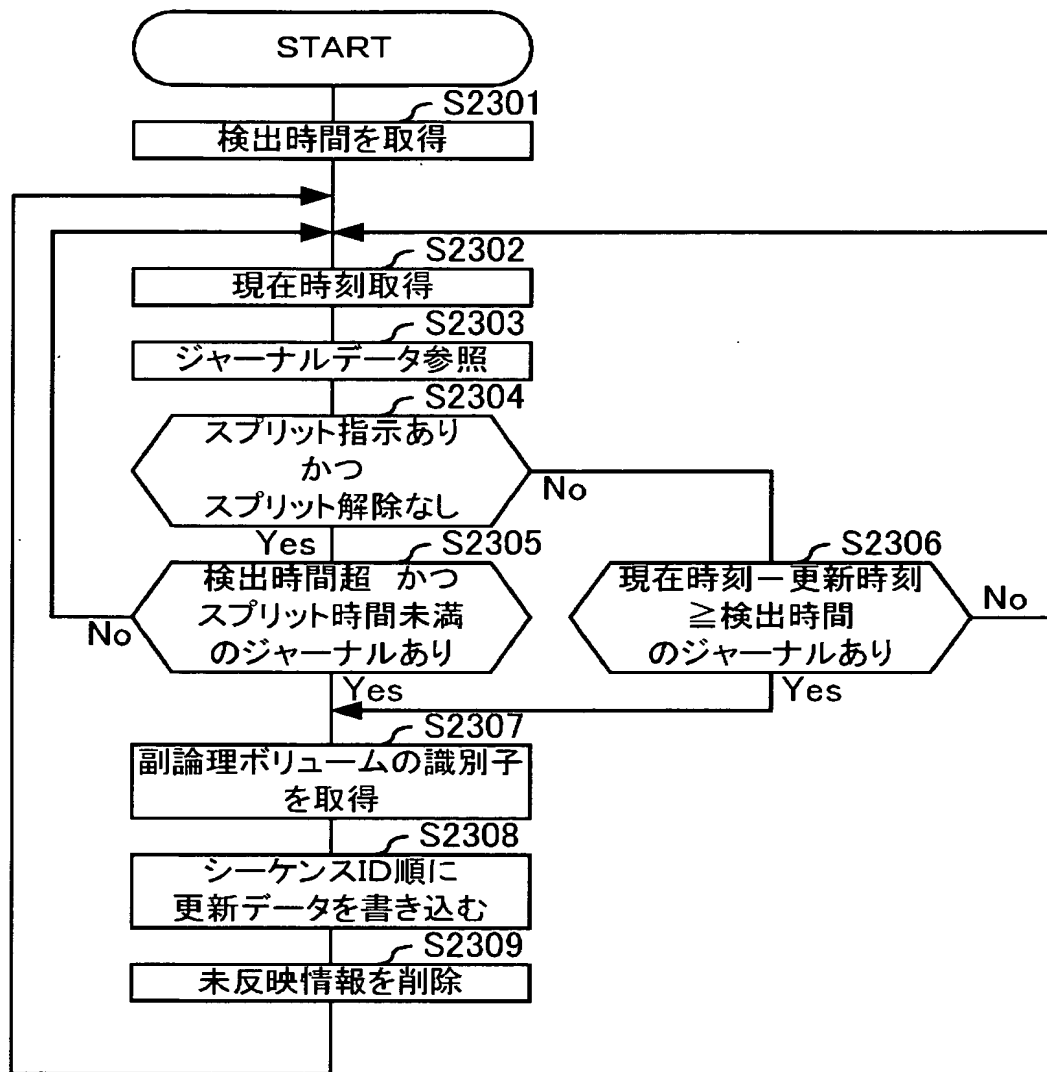 START
S2301
検出時間を取得
S2302
現在時刻取得
S2303
ジャーナルデータ参照
S2304
スプリット指示あり
かつ
スプリット解除なし
No
Yes
S2305
検出時間超 かつ
スプリット時間未満
のジャーナルあり
No
Yes
S2306
現在時刻－更新時刻
≧検出時間
のジャーナルあり
No
Yes
S2307
副論理ボリュームの識別子
を取得
S2308
シーケンスID順に
更新データを書き込む
S2309
未反映情報を削除